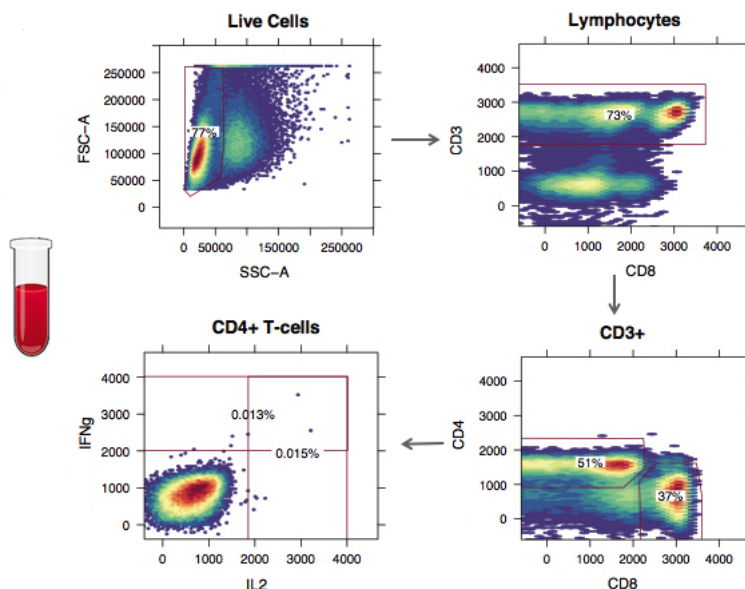 Live Cells
FSC−A
250000
200000
150000
100000
50000
0
77%
0 50000 150000 250000
SSC−A
Lymphocytes
CD3
4000
3000
2000
1000
0
73%
0 1000 2000 3000 4000
CD8
CD4+ T−cells
IFNg
4000
3000
2000
1000
0
0.013%
0.015%
0 1000 2000 3000 4000
IL2
CD3+
CD4
4000
3000
2000
1000
0
51%
37%
0 1000 2000 3000 4000
CD8